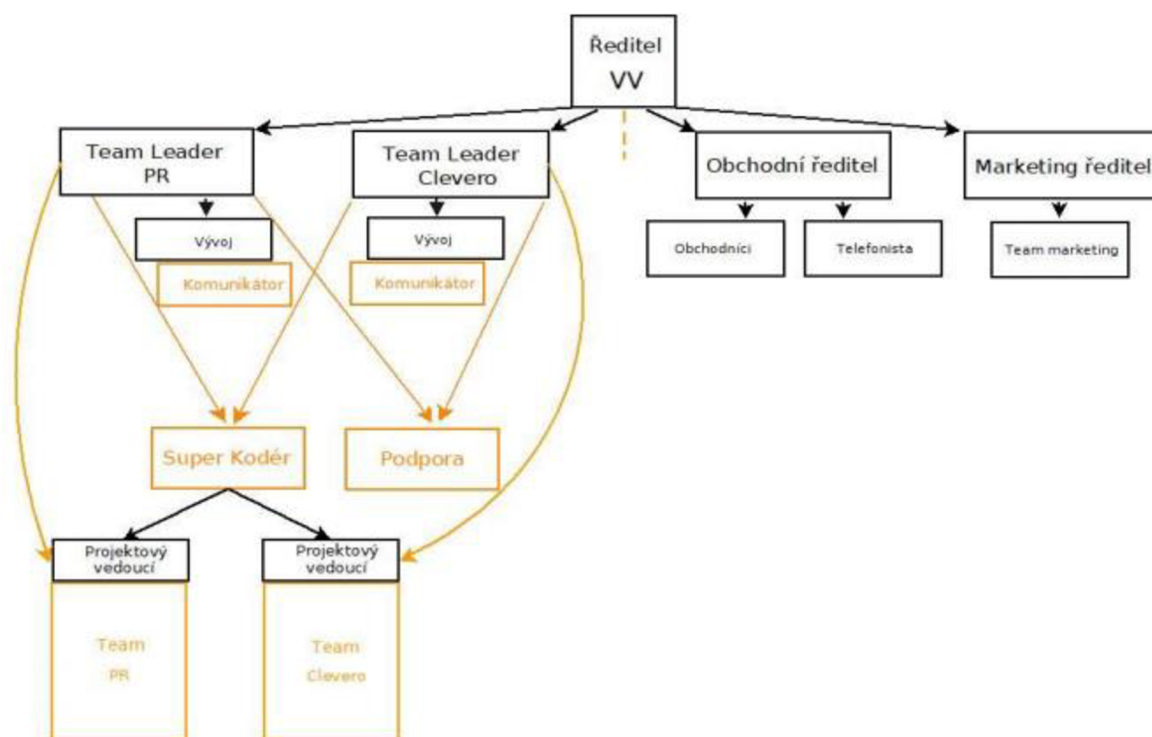 Ředitel
VV
Team Leader
PR
Team Leader
Clevero
Obchodní ředitel
Marketing ředitel
Vývoj
Vývoj
Obchodníci
Telefonista
Team marketing
Komunikátor
Komunikátor
Super Kodér
Podpora
Projektový
vedoucí
Projektový
vedoucí
Team
PR
Team
Clevero